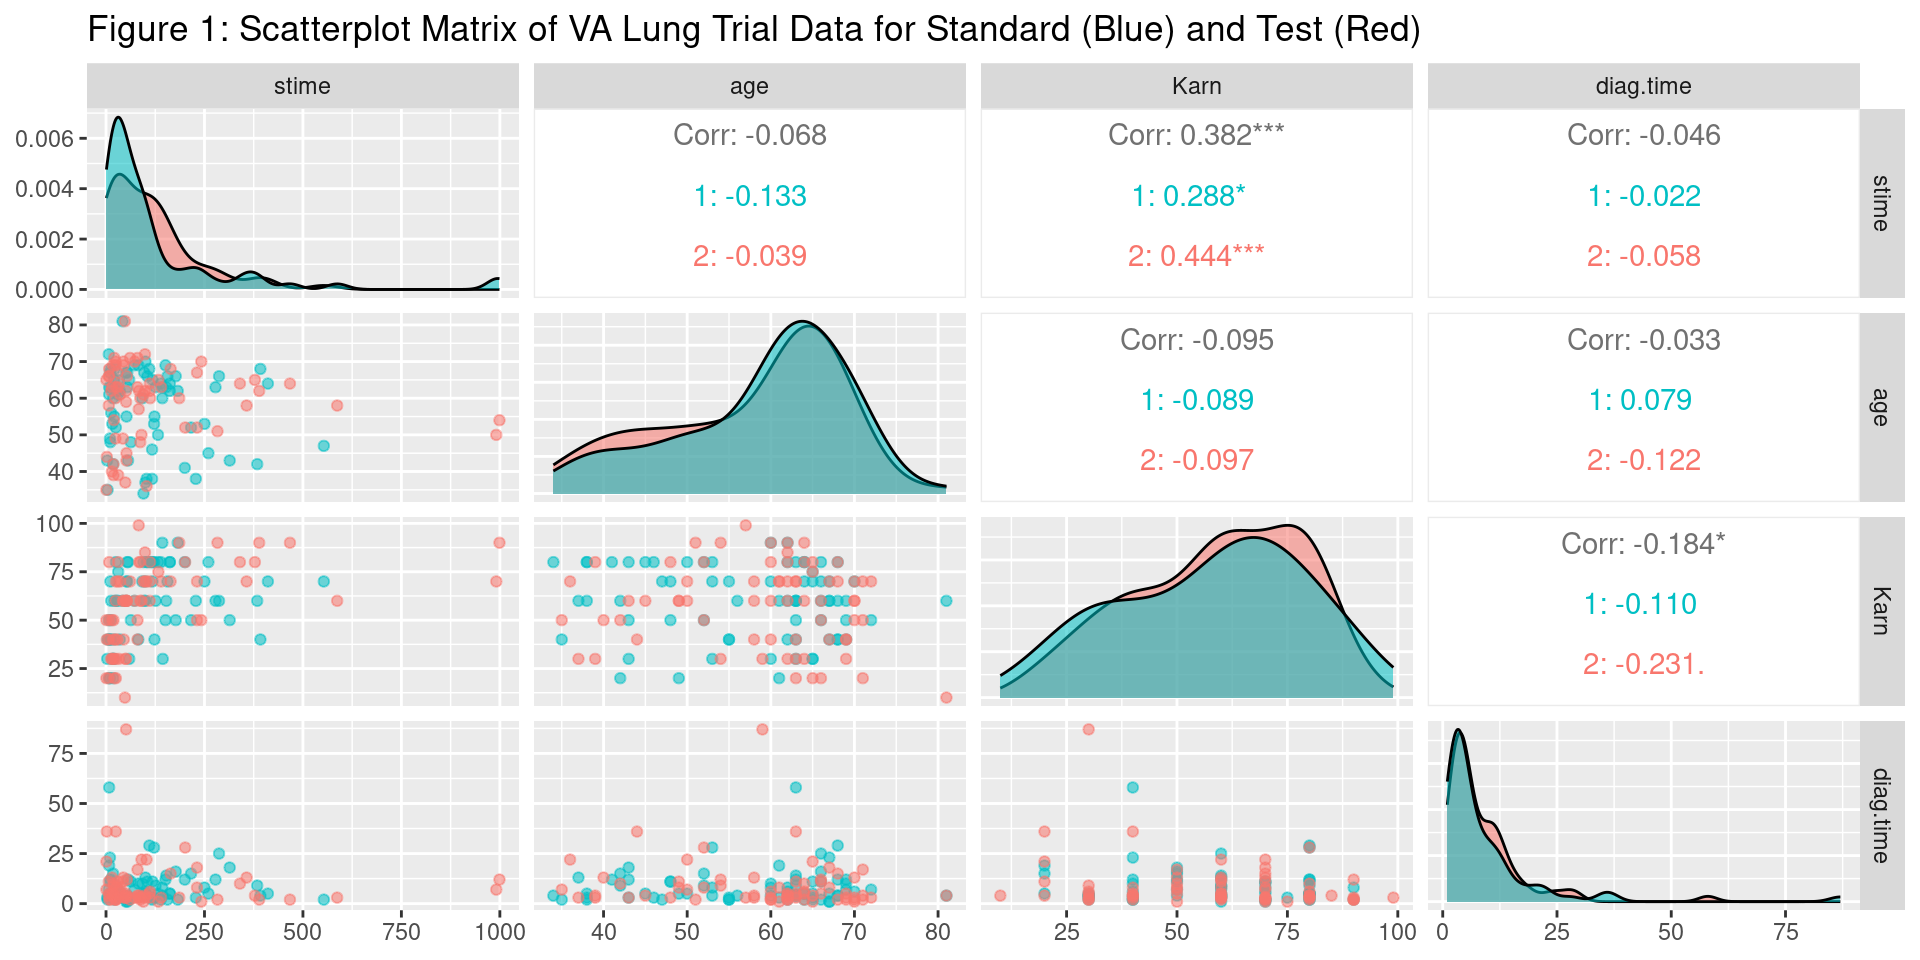 Figure 1: Scatterplot Matrix of VA Lung Trial Data for Standard (Blue) and Test (Red)
stime age Karn diag.time
0.006
0.004
0.002
0.000
Corr: -0.068
1: -0.133
2: -0.039
Corr: 0.382***
1: 0.288*
2: 0.444***
Corr: -0.046
1: -0.022
2: -0.058
stime
80
70
60
50
40
Corr: -0.095
1: -0.089
2: -0.097
Corr: -0.033
1: 0.079
2: -0.122
age
100
75
50
25
Corr: -0.184*
1: -0.110
2: -0.231.
Karn
75
50
25
0
diag.time
0 250 500 750 1000 40 50 60 70 80 25 50 75 100 0 25 50 75